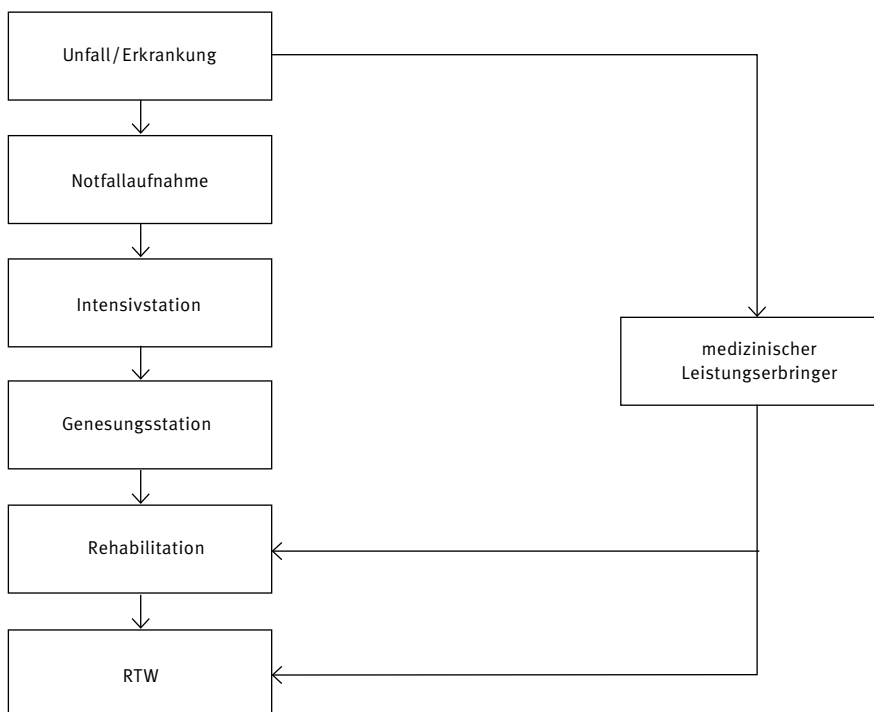 Unfall/Erkrankung
Notfallaufnahme
Intensivstation
medizinischer
Leistungserbringer
Genesungsstation
Rehabilitation
RTW